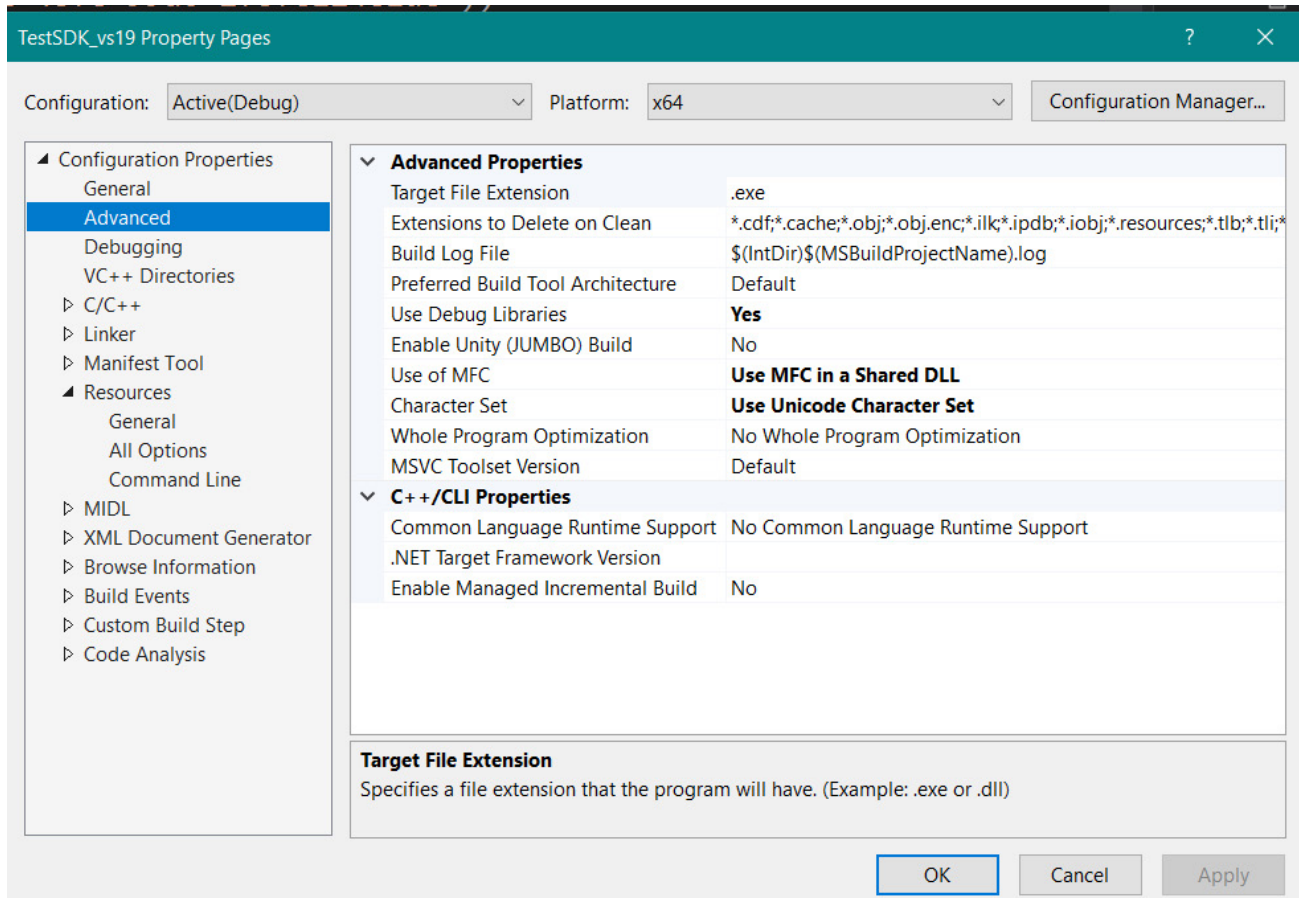 TestSDK_vs19 Property Pages
?
Configuration: Active(Debug) Platform: x64 Configuration Manager...
Configuration Properties
General
Advanced
Debugging
VC++ Directories
C/C++
Linker
Manifest Tool
Resources
General
All Options
Command Line
MIDL
XML Document Generator
Browse Information
Build Events
Custom Build Step
Code Analysis
Advanced Properties
Target File Extension .exe
Extensions to Delete on Clean *.cdf;*.cache;*.obj;*.obj.enc;*.ilk;*.ipdb;*.iobj;*.resources;*.tlb;*.tli;*
Build Log File $(IntDir)$(MSBuildProjectName).log
Preferred Build Tool Architecture Default
Use Debug Libraries Yes
Enable Unity (JUMBO) Build No
Use of MFC Use MFC in a Shared DLL
Character Set Use Unicode Character Set
Whole Program Optimization No Whole Program Optimization
MSVC Toolset Version Default
C++/CLI Properties
Common Language Runtime Support No Common Language Runtime Support
.NET Target Framework Version
Enable Managed Incremental Build No
Target File Extension
Specifies a file extension that the program will have. (Example: .exe or .dll)
OK Cancel Apply